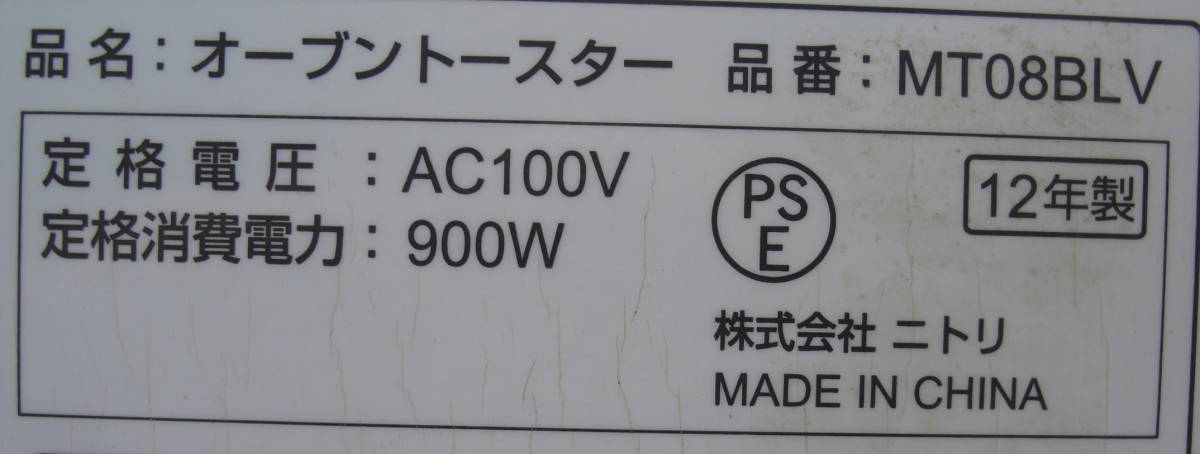 品名：オーブントースター　品番：MT08BLV
定格電圧：AC100V
定格消費電力：900W
PS
E
12年製
株式会社 ニトリ
MADE IN CHINA